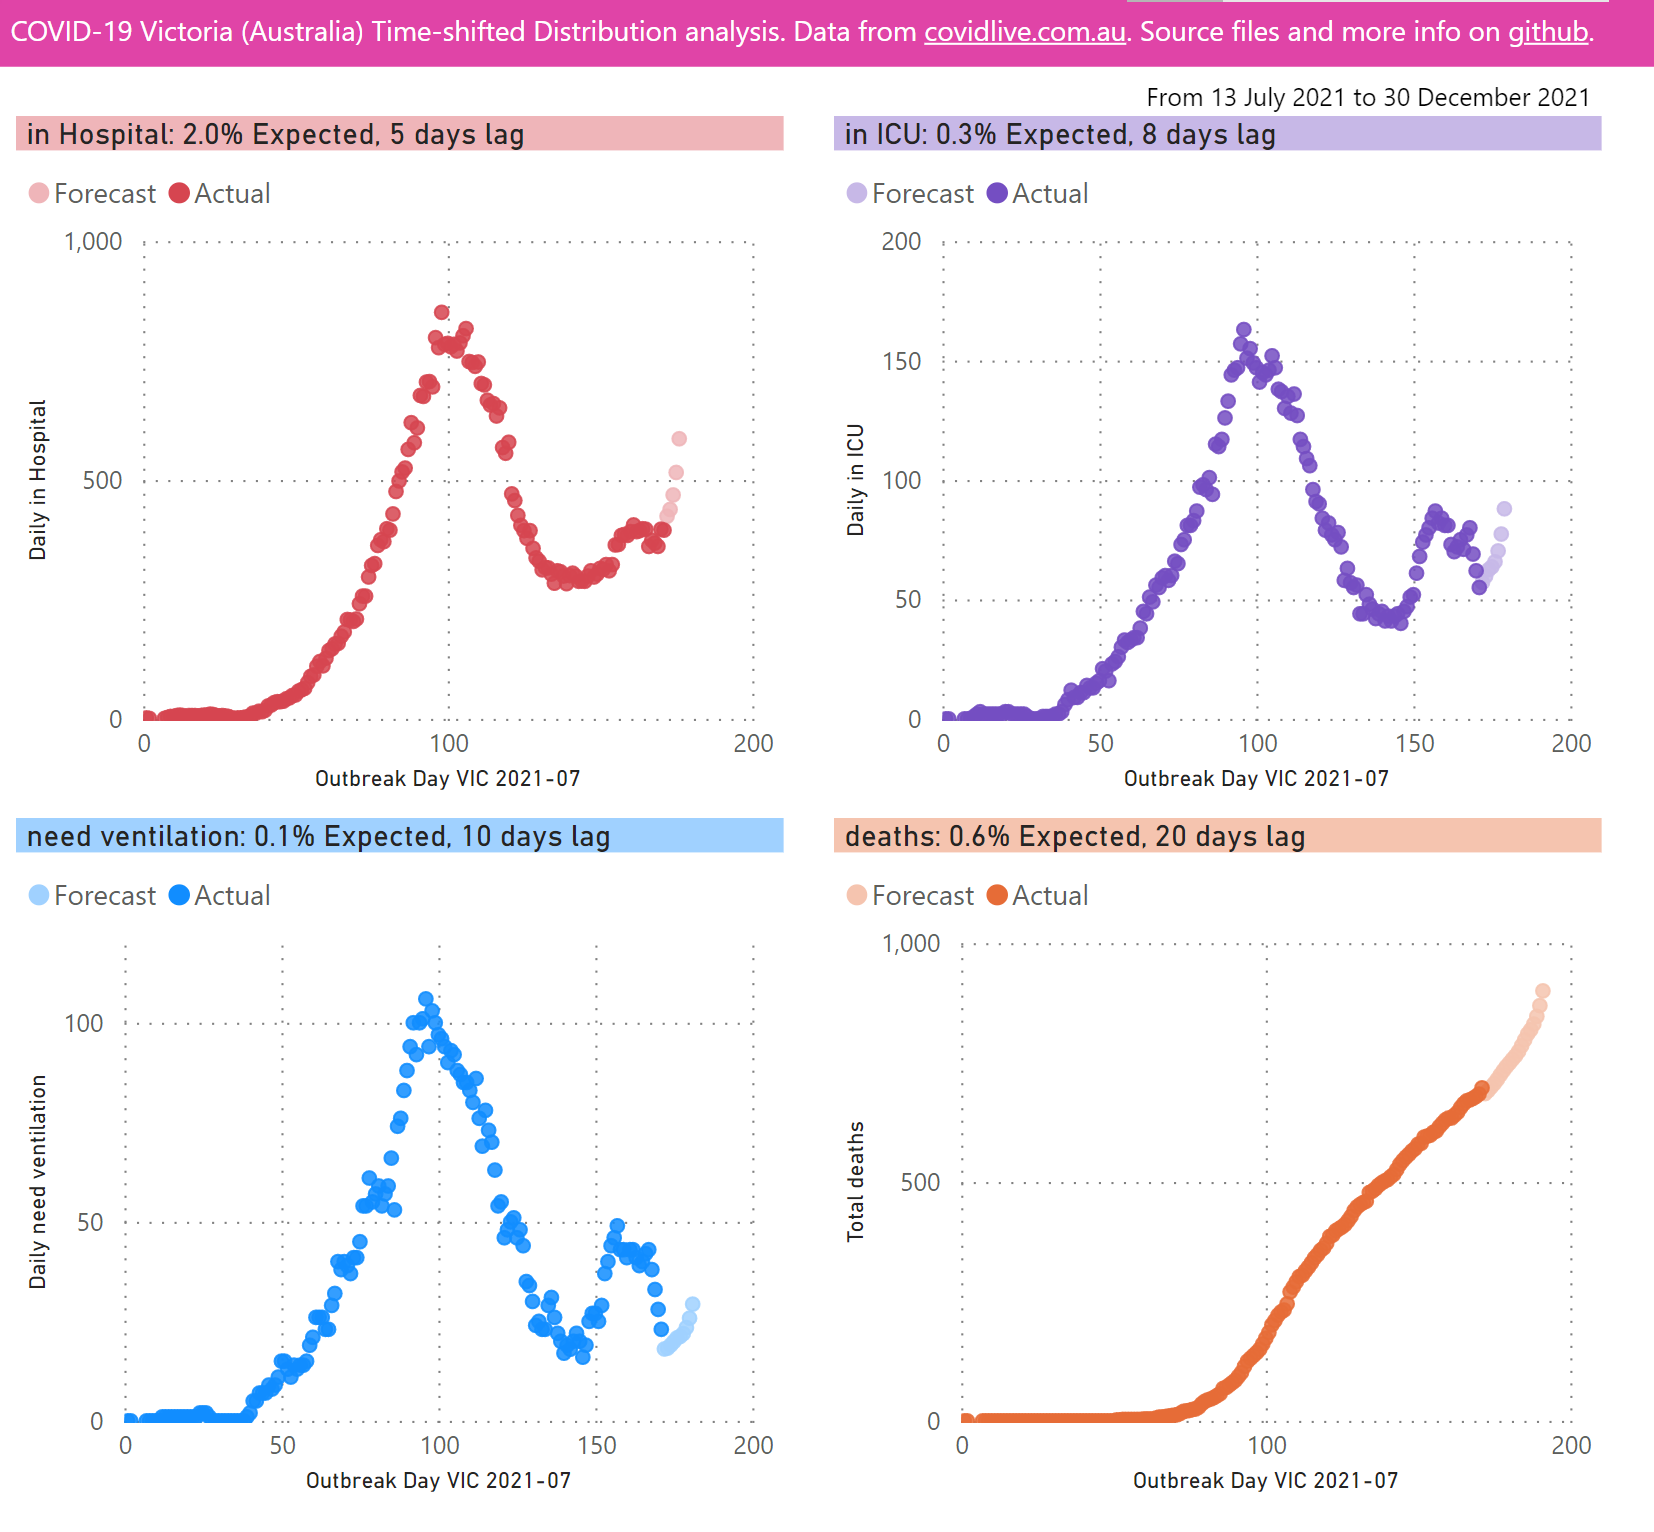 COVID-19 Victoria (Australia) Time-shifted Distribution analysis. Data from covidlive.com.au. Source files and more info on github.
From 13 July 2021 to 30 December 2021
in Hospital: 2.0% Expected, 5 days lag
Forecast Actual
1,000
500
0
0 100 200
Daily in Hospital
Outbreak Day VIC 2021-07
in ICU: 0.3% Expected, 8 days lag
Forecast Actual
200
150
100
50
0
0 50 100 150 200
Daily in ICU
Outbreak Day VIC 2021-07
need ventilation: 0.1% Expected, 10 days lag
Forecast Actual
100
50
0
0 50 100 150 200
Daily need ventilation
Outbreak Day VIC 2021-07
deaths: 0.6% Expected, 20 days lag
Forecast Actual
1,000
500
0
0 100 200
Total deaths
Outbreak Day VIC 2021-07